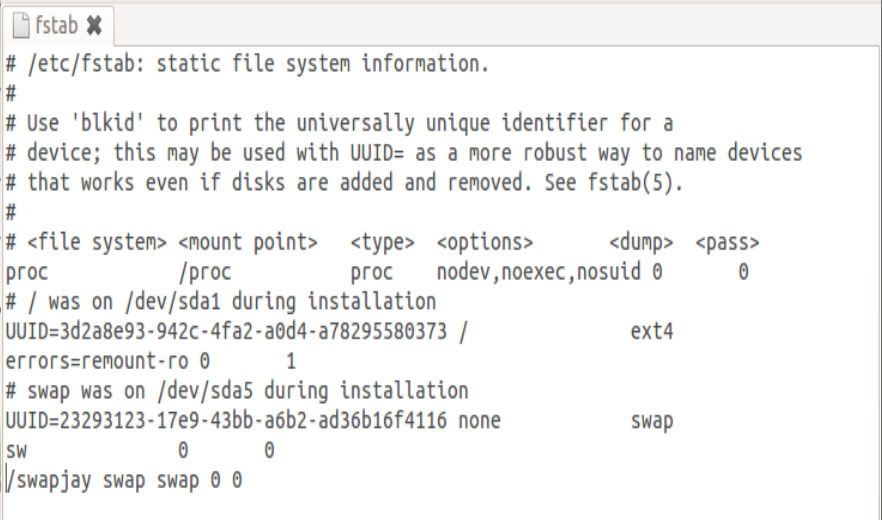 fstab
# /etc/fstab: static file system information.
#
# Use 'blkid' to print the universally unique identifier for a
# device; this may be used with UUID= as a more robust way to name devices
# that works even if disks are added and removed. See fstab(5).
#
# <file system> <mount point>   <type>  <options>       <dump>  <pass>
proc            /proc           proc    nodev,noexec,nosuid 0       0
# / was on /dev/sda1 during installation
UUID=3d2a8e93-942c-4fa2-a0d4-a78295580373 /               ext4
errors=remount-ro 0       1
# swap was on /dev/sda5 during installation
UUID=23293123-17e9-43bb-a6b2-ad36b16f4116 none            swap
sw              0       0
/swapjay swap swap 0 0